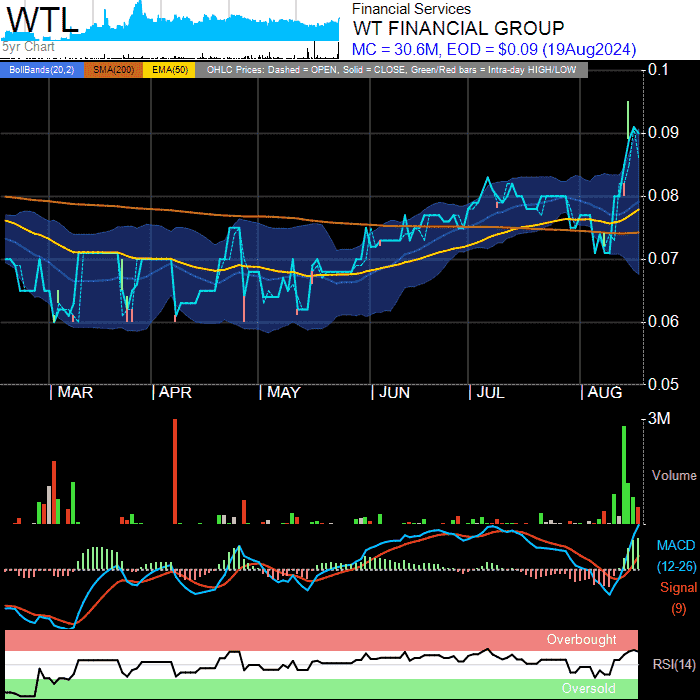 WTL
5yr Chart
Financial Services
WT FINANCIAL GROUP
MC = 30.6M, EOD = $0.09 (19Aug2024)
BollBands(20,2) SMA(200) EMA(50) OHLC Prices: Dashed = OPEN, Solid = CLOSE, Green/Red bars = Intra-day HIGH/LOW
0.1
0.09
0.08
0.07
0.06
0.05
MAR APR MAY JUN JUL AUG
3M
Volume
MACD
(12-26)
Signal
(9)
Overbought
RSI(14)
Oversold